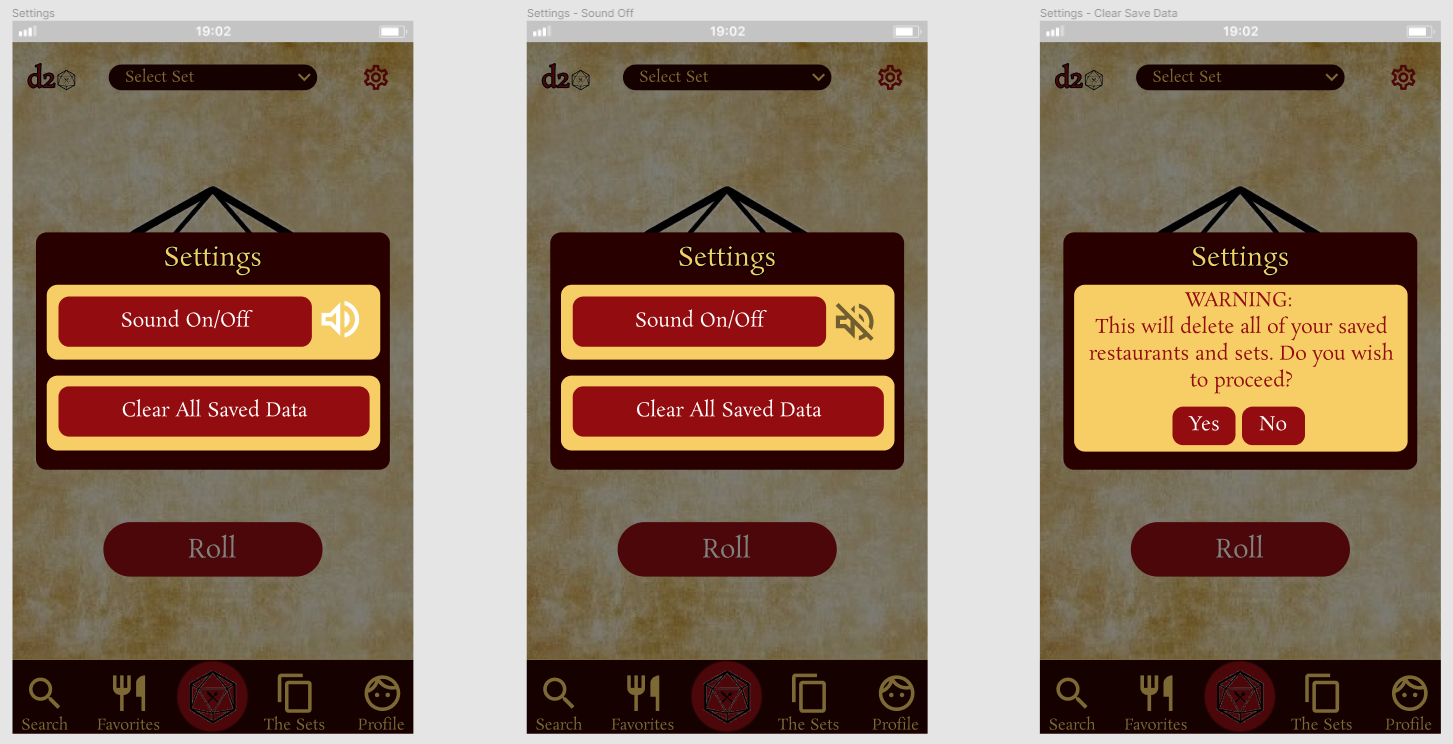 Settings
19:02
d2
Select Set
Settings
Sound On/Off
Clear All Saved Data
Roll
Search
Favorites
The Sets
Profile
Settings - Sound Off
19:02
d2
Select Set
Settings
Sound On/Off
Clear All Saved Data
Roll
Search
Favorites
The Sets
Profile
Settings - Clear Save Data
19:02
d2
Select Set
Settings
WARNING:
This will delete all of your saved
restaurants and sets. Do you wish
to proceed?
Yes
No
Roll
Search
Favorites
The Sets
Profile